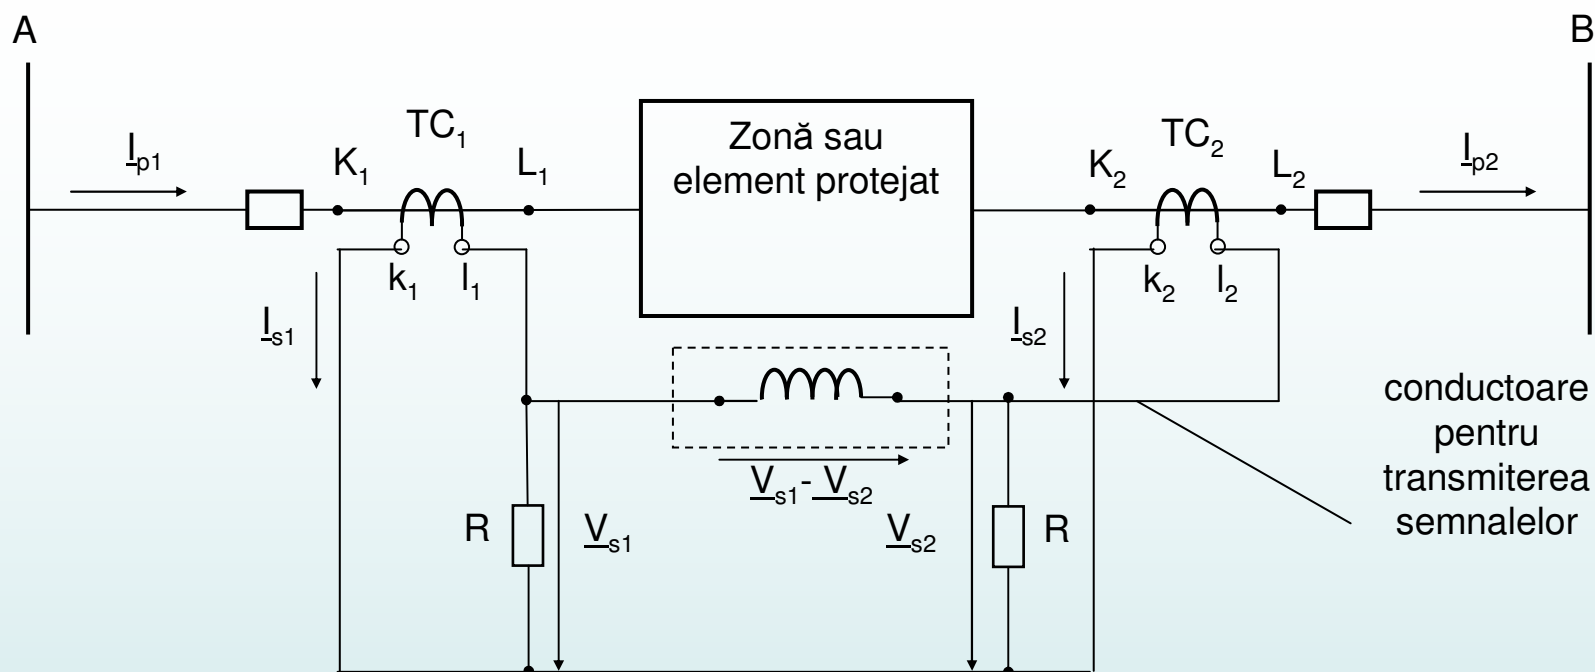 A
B
I_p1
K₁
TC₁
L₁
Zonă sau
element protejat
K₂
TC₂
L₂
I_p2
k₁
l₁
k₂
l₂
I_s1
I_s2
V_s1 - V_s2
R
V_s1
V_s2
R
conductoare
pentru
transmiterea
semnalelor